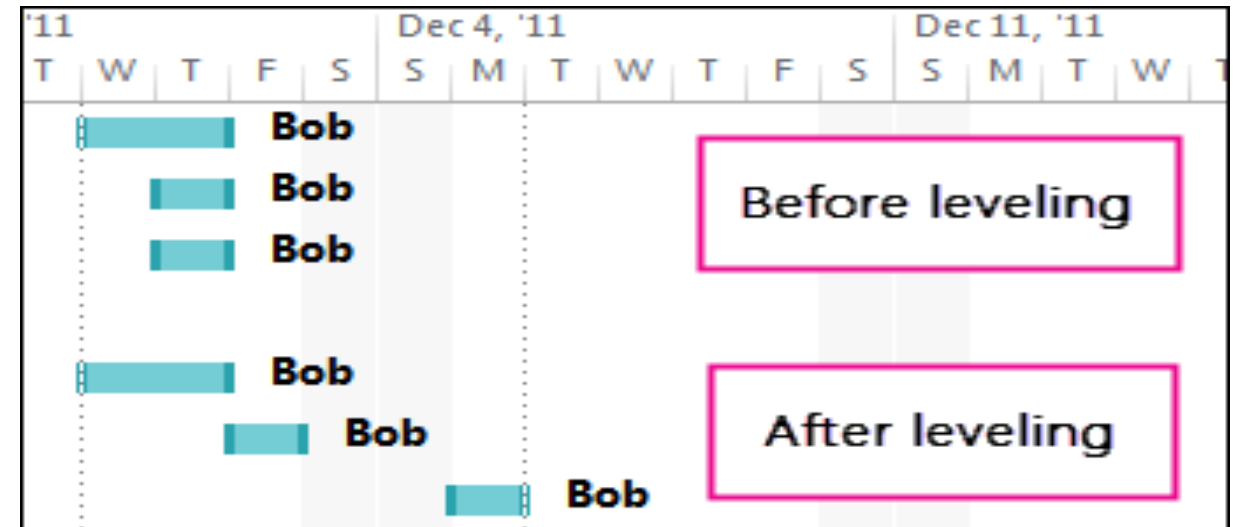 '11 Dec 4, '11 Dec 11, '11
T W T F S S M T W T F S S M T W T
Bob
Bob
Before leveling
Bob
Bob
After leveling
Bob
Bob